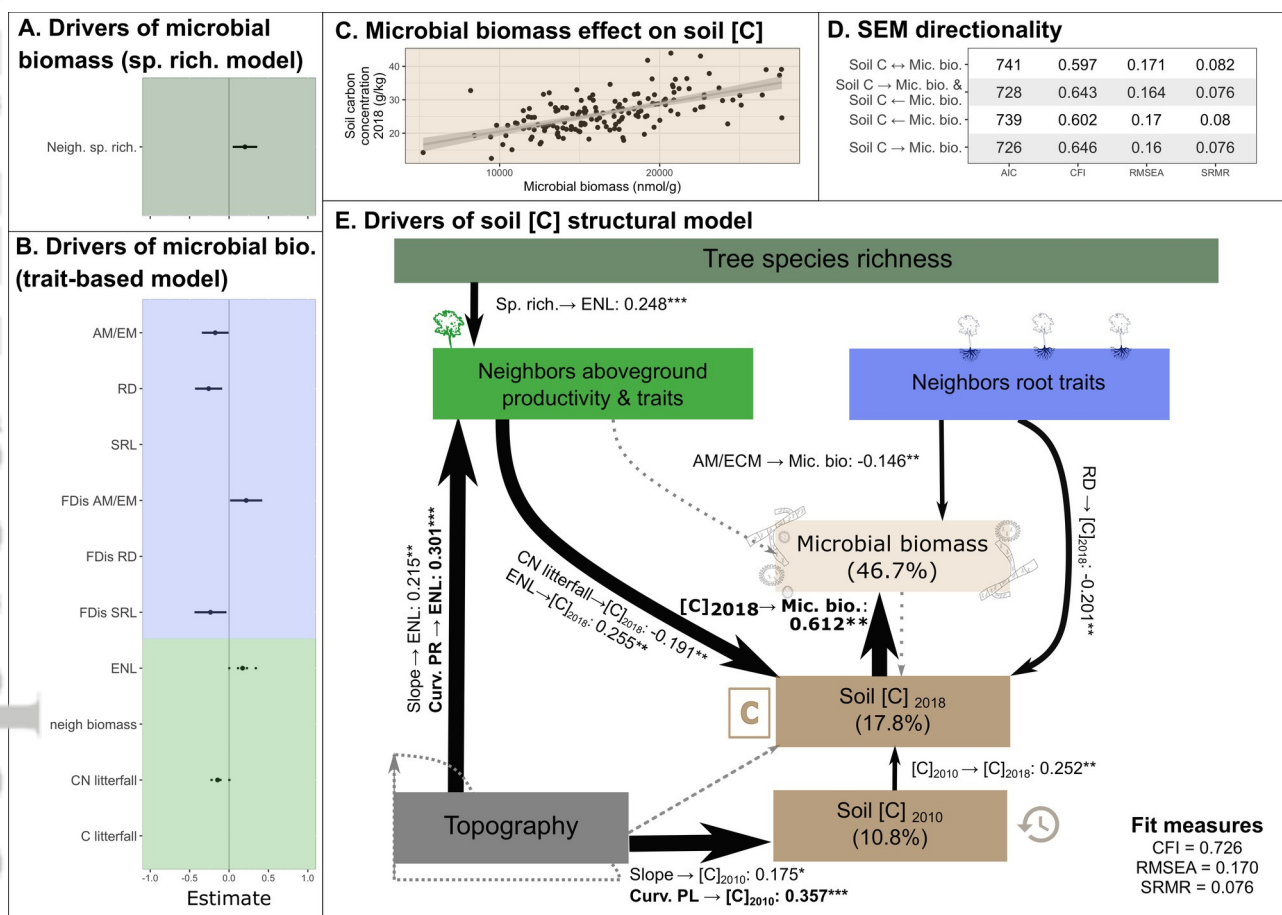 A. Drivers of microbial
biomass (sp. rich. model)
Neigh. sp. rich.
B. Drivers of microbial bio.
(trait-based model)
AM/EM
RD
SRL
FDis AM/EM
FDis RD
FDis SRL
ENL
neigh biomass
CN litterfall
C litterfall
-1.0 -0.5 0.0 0.5 1.0
Estimate
C. Microbial biomass effect on soil [C]
Soil carbon
concentration
2018 (g/kg)
40
30
20
10000 20000
Microbial biomass (nmol/g)
D. SEM directionality
Soil C ↔ Mic. bio. 741 0.597 0.171 0.082
Soil C → Mic. bio. &
Soil C ← Mic. bio. 728 0.643 0.164 0.076
Soil C ← Mic. bio. 739 0.602 0.17 0.08
Soil C → Mic. bio. 726 0.646 0.16 0.076
AIC CFI RMSEA SRMR
E. Drivers of soil [C] structural model
Tree species richness
Sp. rich.→ ENL: 0.248***
Neighbors aboveground
productivity & traits
Neighbors root traits
AM/ECM → Mic. bio: -0.146**
RD → [C]2018: -0.201**
Microbial biomass
(46.7%)
Slope → ENL: 0.215**
Curv. PR → ENL: 0.301***
CN litterfall→[C]2018: -0.191**
ENL→[C]2018: 0.255**
[C]2018→ Mic. bio.:
0.612**
C
Soil [C] 2018
(17.8%)
[C]2010 → [C]2018: 0.252**
Topography
Soil [C] 2010
(10.8%)
Slope → [C]2010: 0.175*
Curv. PL → [C]2010: 0.357***
Fit measures
CFI = 0.726
RMSEA = 0.170
SRMR = 0.076